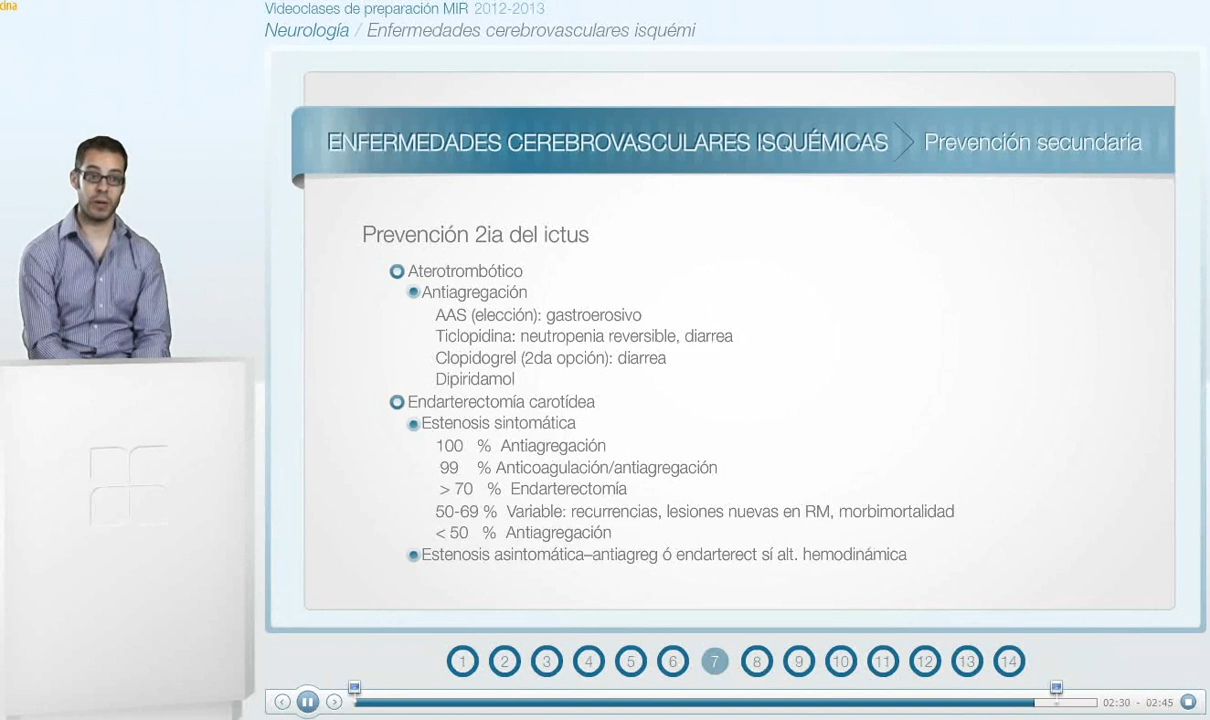 cina
Videoclases de preparación MIR 2012-2013
Neurología / Enfermedades cerebrovasculares isquémi
ENFERMEDADES CEREBROVASCULARES ISQUÉMICAS Prevención secundaria
Prevención 2ia del ictus
Aterotrombótico
Antiagregación
AAS (elección): gastroerosivo
Ticlopidina: neutropenia reversible, diarrea
Clopidogrel (2da opción): diarrea
Dipiridamol
Endarterectomía carotídea
Estenosis sintomática
100 % Antiagregación
99 % Anticoagulación/antiagregación
> 70 % Endarterectomía
50-69 % Variable: recurrencias, lesiones nuevas en RM, morbimortalidad
< 50 % Antiagregación
Estenosis asintomática–antiagreg ó endarterect sí alt. hemodinámica
1 2 3 4 5 6 7 8 9 10 11 12 13 14
02:30 - 02:45